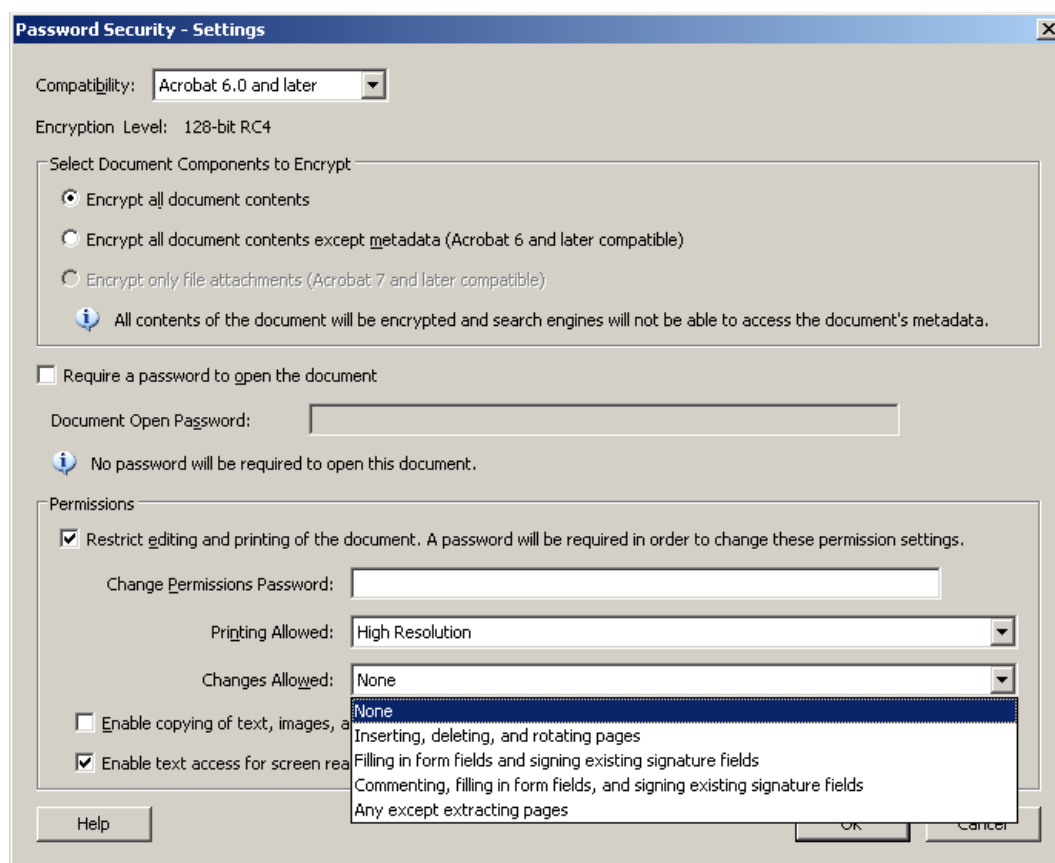 Password Security - Settings
Compatibility: Acrobat 6.0 and later
Encryption Level: 128-bit RC4
Select Document Components to Encrypt
Encrypt all document contents
Encrypt all document contents except metadata (Acrobat 6 and later compatible)
Encrypt only file attachments (Acrobat 7 and later compatible)
All contents of the document will be encrypted and search engines will not be able to access the document's metadata.
Require a password to open the document
Document Open Password:
No password will be required to open this document.
Permissions
Restrict editing and printing of the document. A password will be required in order to change these permission settings.
Change Permissions Password:
Printing Allowed: High Resolution
Changes Allowed: None
None
Enable copying of text, images, a
Inserting, deleting, and rotating pages
Filling in form fields and signing existing signature fields
Enable text access for screen rea
Commenting, filling in form fields, and signing existing signature fields
Any except extracting pages
Help OK Cancel